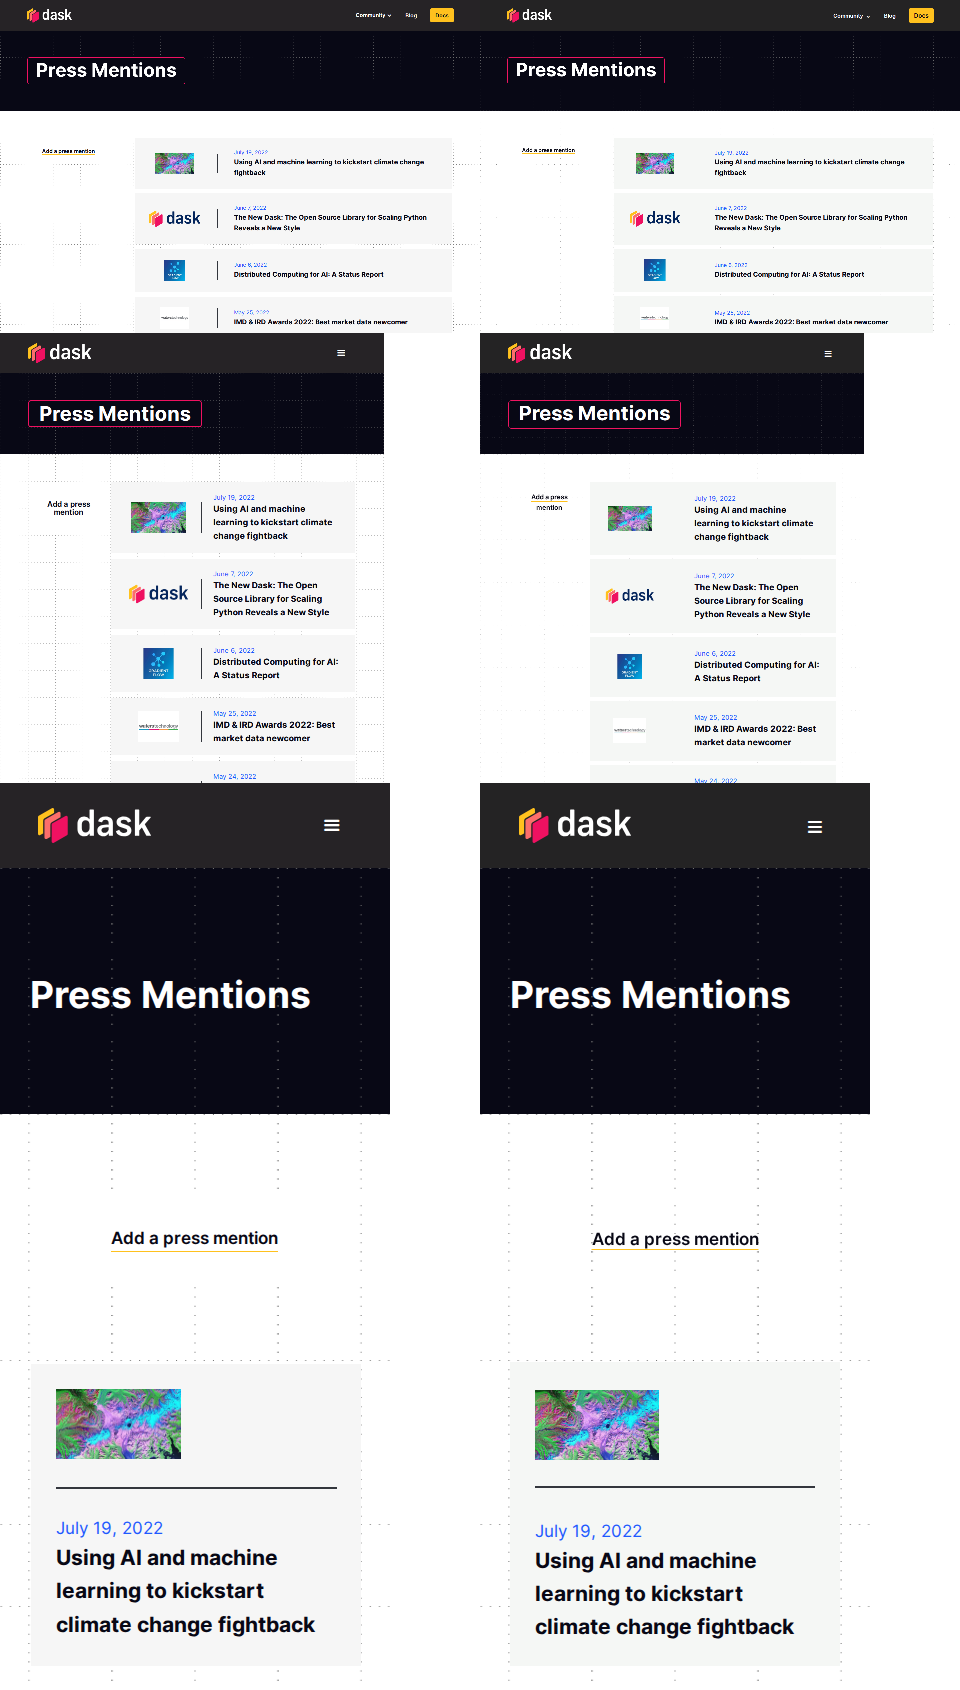 dask
Community
Blog
Docs
Press Mentions
Add a press mention
July 19, 2022
Using AI and machine learning to kickstart climate change
fightback
dask
June 7, 2022
The New Dask: The Open Source Library for Scaling Python
Reveals a New Style
June 6, 2022
Distributed Computing for AI: A Status Report
May 25, 2022
IMD & IRD Awards 2022: Best market data newcomer
dask
Community
Blog
Docs
Press Mentions
Add a press mention
July 19, 2022
Using AI and machine learning to kickstart climate change
fightback
dask
June 7, 2022
The New Dask: The Open Source Library for Scaling Python
Reveals a New Style
June 6, 2022
Distributed Computing for AI: A Status Report
May 25, 2022
IMD & IRD Awards 2022: Best market data newcomer
dask
Press Mentions
Add a press
mention
July 19, 2022
Using AI and machine
learning to kickstart climate
change fightback
dask
June 7, 2022
The New Dask: The Open
Source Library for Scaling
Python Reveals a New Style
GRADIENT
FLOW
June 6, 2022
Distributed Computing for AI:
A Status Report
waterstechnology
May 25, 2022
IMD & IRD Awards 2022: Best
market data newcomer
May 24, 2022
dask
Press Mentions
Add a press
mention
July 19, 2022
Using AI and machine
learning to kickstart climate
change fightback
dask
June 7, 2022
The New Dask: The Open
Source Library for Scaling
Python Reveals a New Style
June 6, 2022
Distributed Computing for AI:
A Status Report
May 25, 2022
IMD & IRD Awards 2022: Best
market data newcomer
May 24, 2022
dask
Press Mentions
Add a press mention
July 19, 2022
Using AI and machine
learning to kickstart
climate change fightback
dask
Press Mentions
Add a press mention
July 19, 2022
Using AI and machine
learning to kickstart
climate change fightback